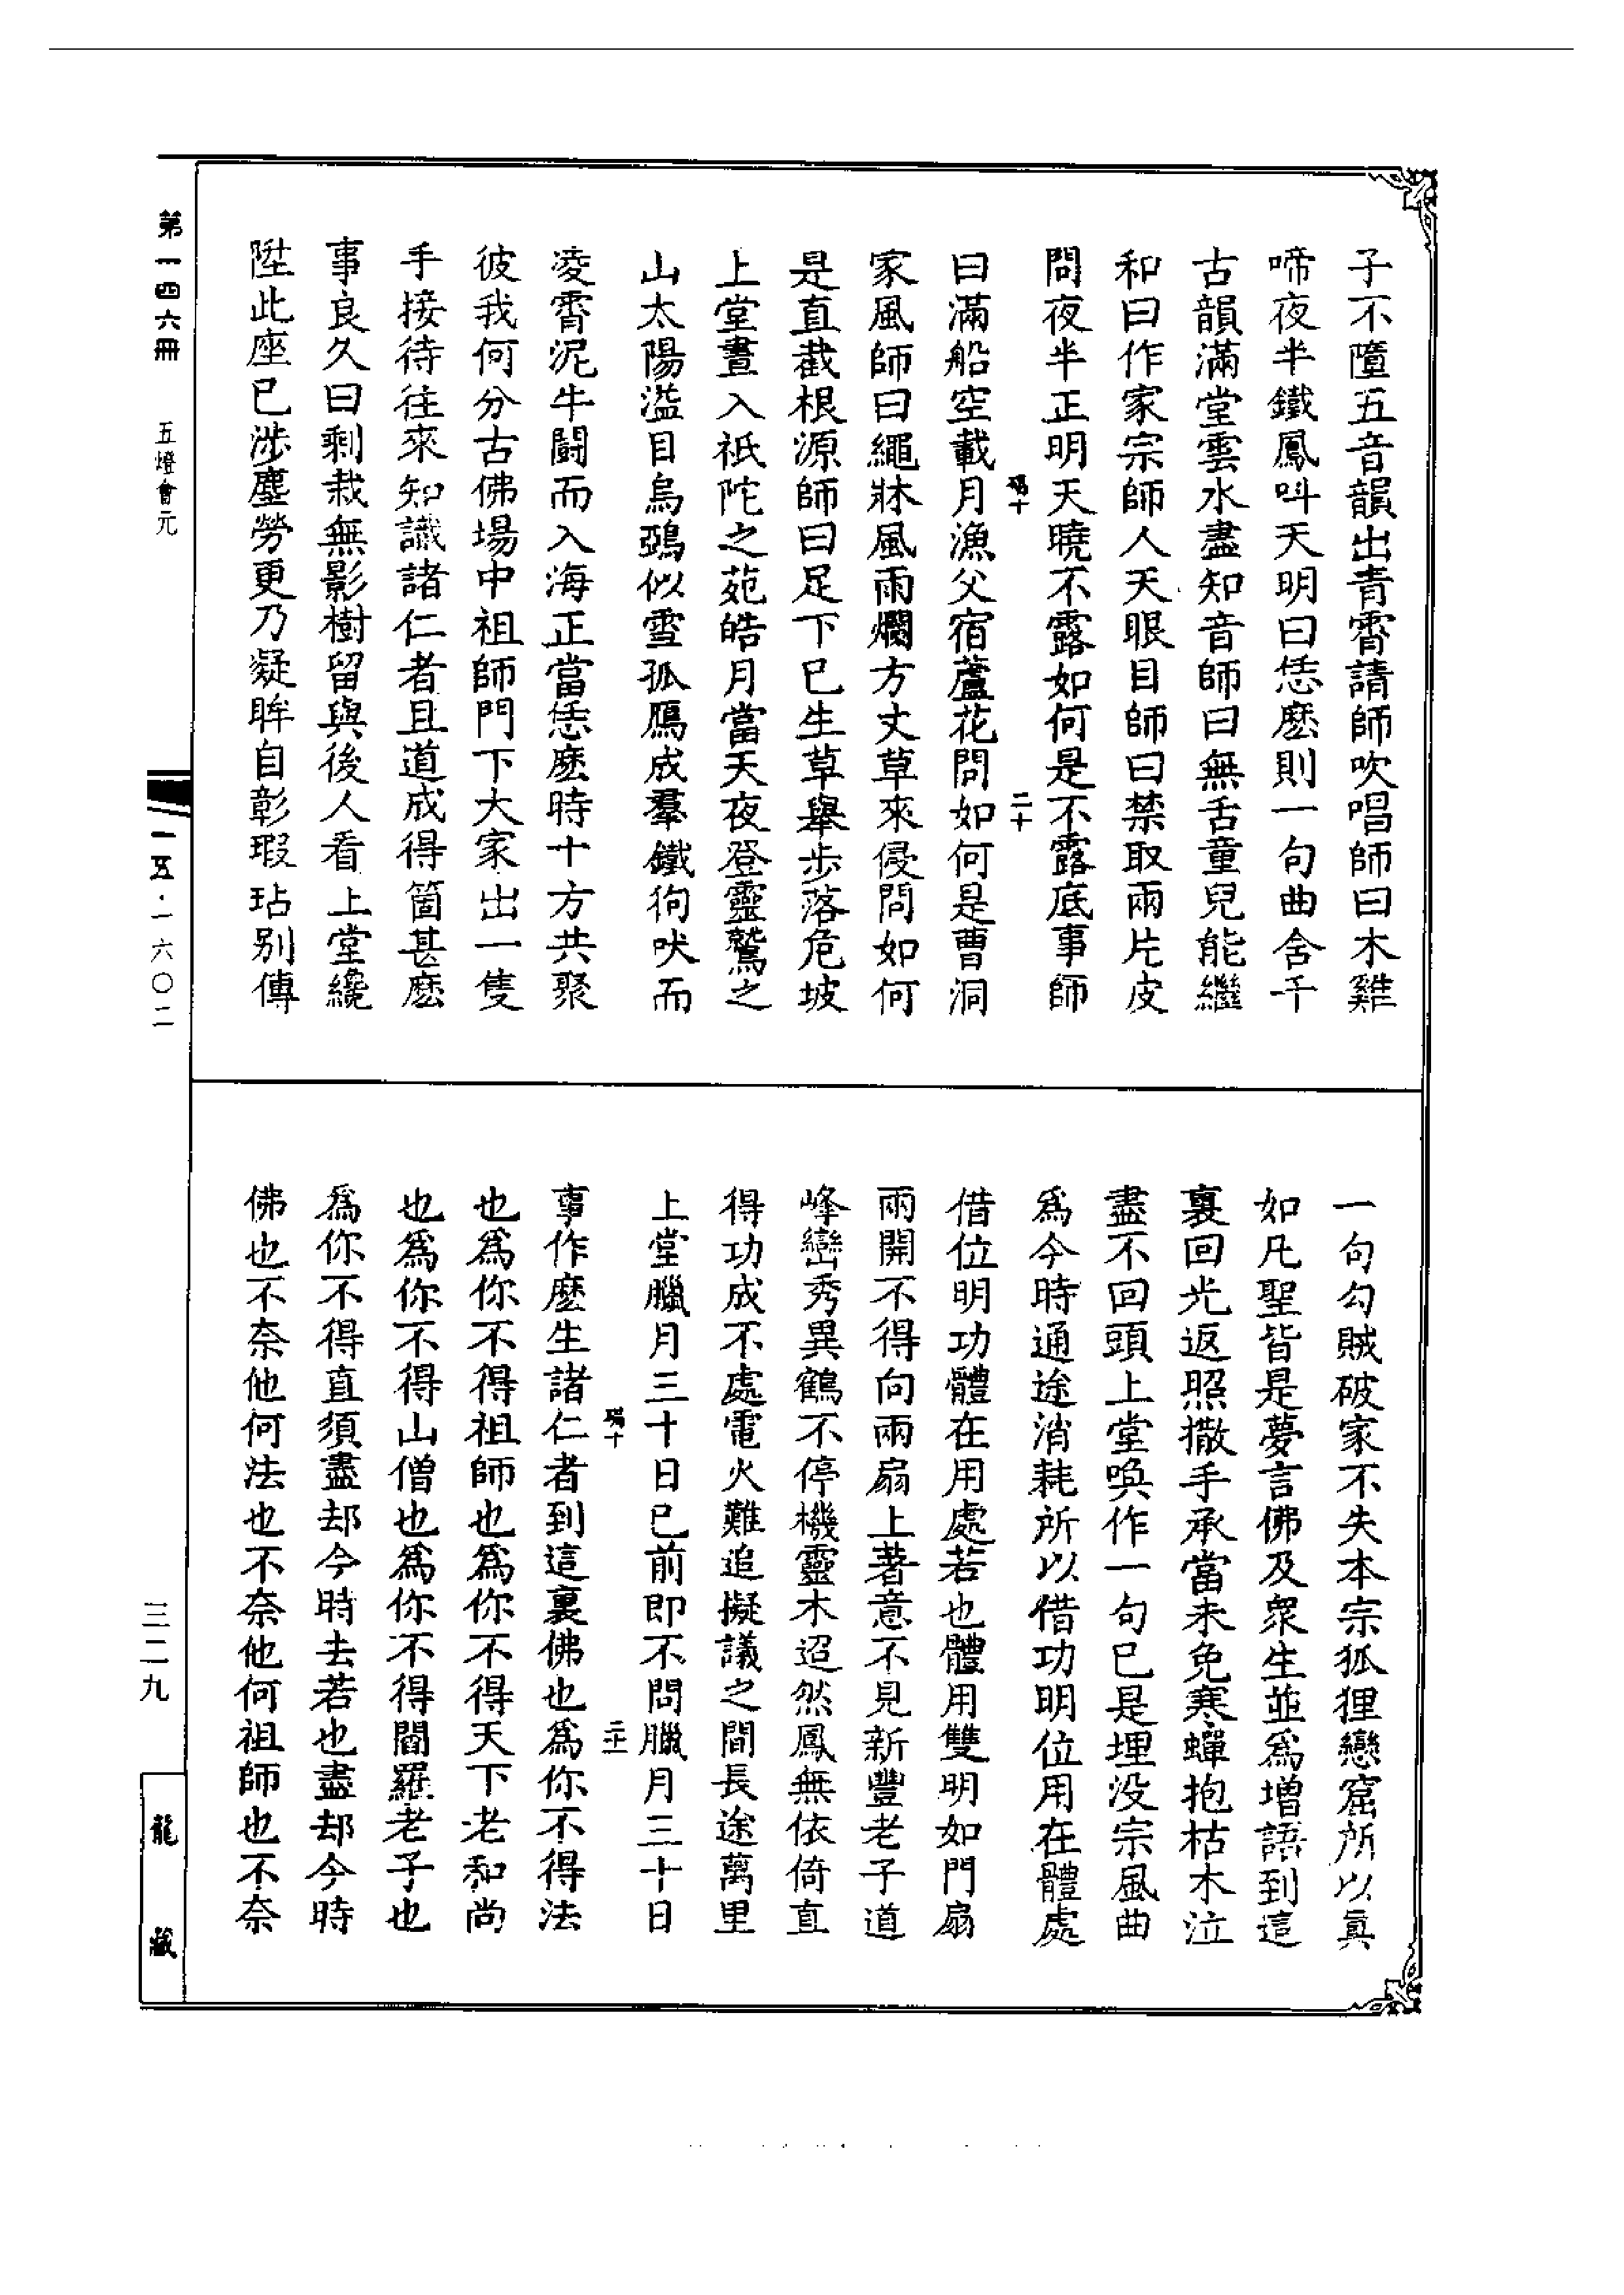 子不墮五音韻出青霄請師吹唱師曰木雞
啼夜半鐵鳳呌天明曰恁麽則一句曲含千
古韻滿堂雲水盡知音師曰無舌童兒能繼
和曰作家宗師人天眼目師曰禁取兩片皮
問夜半正明天曉不露如何是不露底事師
曰滿船空載月漁父宿蘆花問如何是曹洞
家風師曰繩牀風雨爛方丈草來侵問如何
是直截根源師曰足下巳生草舉步落危坡
上堂晝入祇陀之苑皓月當天夜登靈鷲之
山太陽溢目烏鵶似雪孤鴈成羣鐵狗吠而
凌霄泥牛鬭而入海正當恁麽時十方共聚
彼我何分古佛場中祖師門下大家出一隻
手接待徃來知識諸仁者且道成得箇甚麽
事良久曰剩栽無影樹留與後人看上堂纔
陞此座巳涉塵勞更乃凝眸自彰瑕玷別傳
一句勾賊破家不失本宗狐狸戀窟所以眞
如凡聖皆是夢言佛及衆生並爲增語到這
裏回光返照撒手承當未免寒蟬抱枯木泣
盡不回頭上堂喚作一句巳是埋没宗風曲
爲今時通途消耗所以借功明位用在體處
借位明功體在用處若也體用雙明如門扇
兩開不得向兩扇上著意不見新豐老子道
峰巒秀異鶴不停機靈木迢然鳳無依倚直
得功成不處電火難追擬議之間長途萬里
上堂臘月三十日巳前即不問臘月三十日
事作麽生諸仁者到這裏佛也爲你不得法
也爲你不得祖師也爲你不得天下老和尚
也爲你不得山僧也爲你不得閻羅老子也
爲你不得直須盡却今時去若也盡却今時
佛也不奈他何法也不奈他何祖師也不奈
第一四六冊
五燈會元
一五·一六〇二
三二九
龍藏
二十